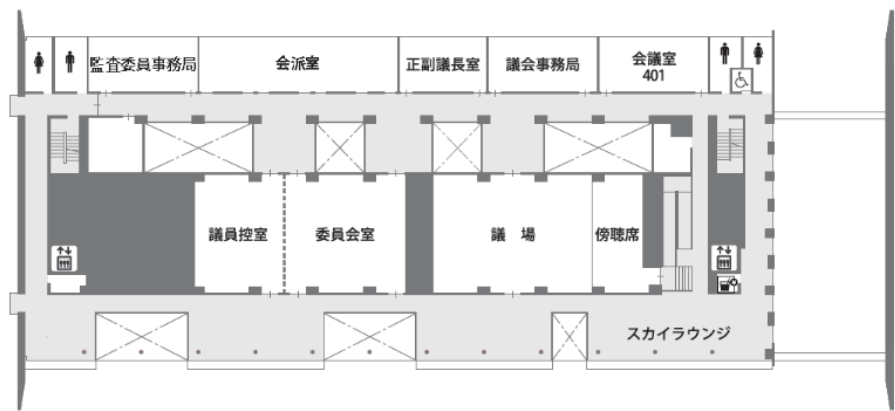 監査委員事務局
会派室
正副議長室
議会事務局
会議室
401
議員控室
委員会室
議 場
傍聴席
スカイラウンジ